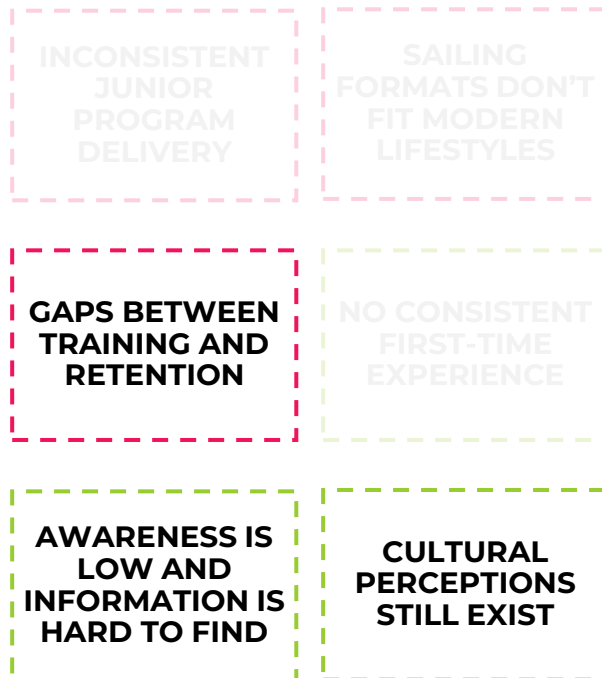 INCONSISTENT
JUNIOR
PROGRAM
DELIVERY
SAILING
FORMATS DON'T
FIT MODERN
LIFESTYLES
GAPS BETWEEN
TRAINING AND
RETENTION
NO CONSISTENT
FIRST-TIME
EXPERIENCE
AWARENESS IS
LOW AND
INFORMATION IS
HARD TO FIND
CULTURAL
PERCEPTIONS
STILL EXIST